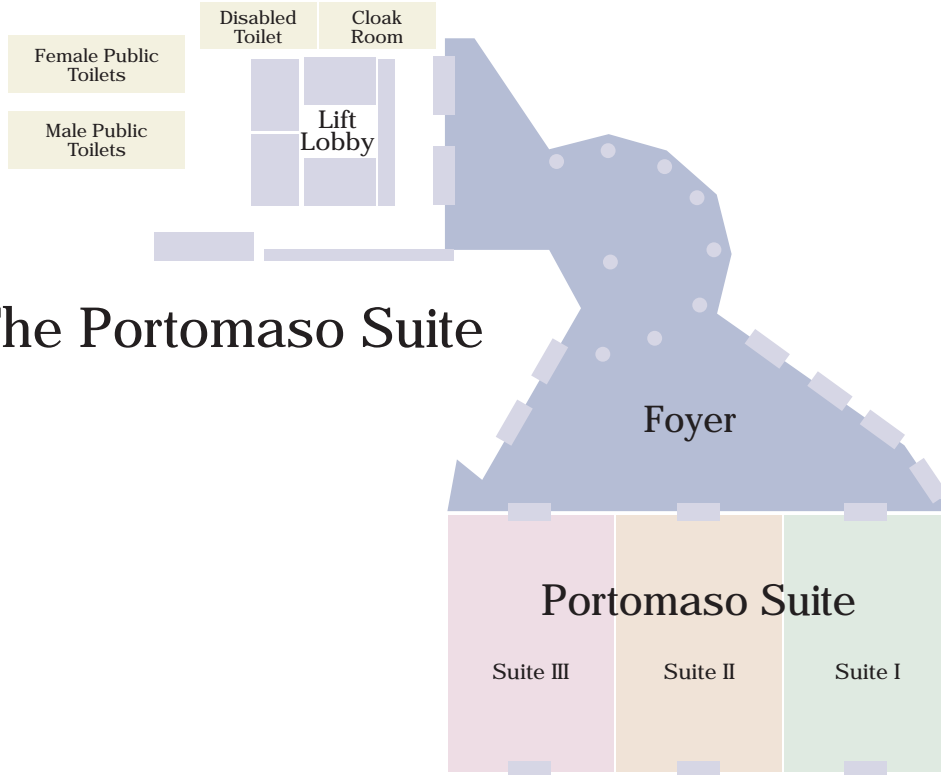 Disabled
Toilet
Cloak
Room
Female Public
Toilets
Male Public
Toilets
Lift
Lobby
he Portomaso Suite
Foyer
Portomaso Suite
Suite III
Suite II
Suite I